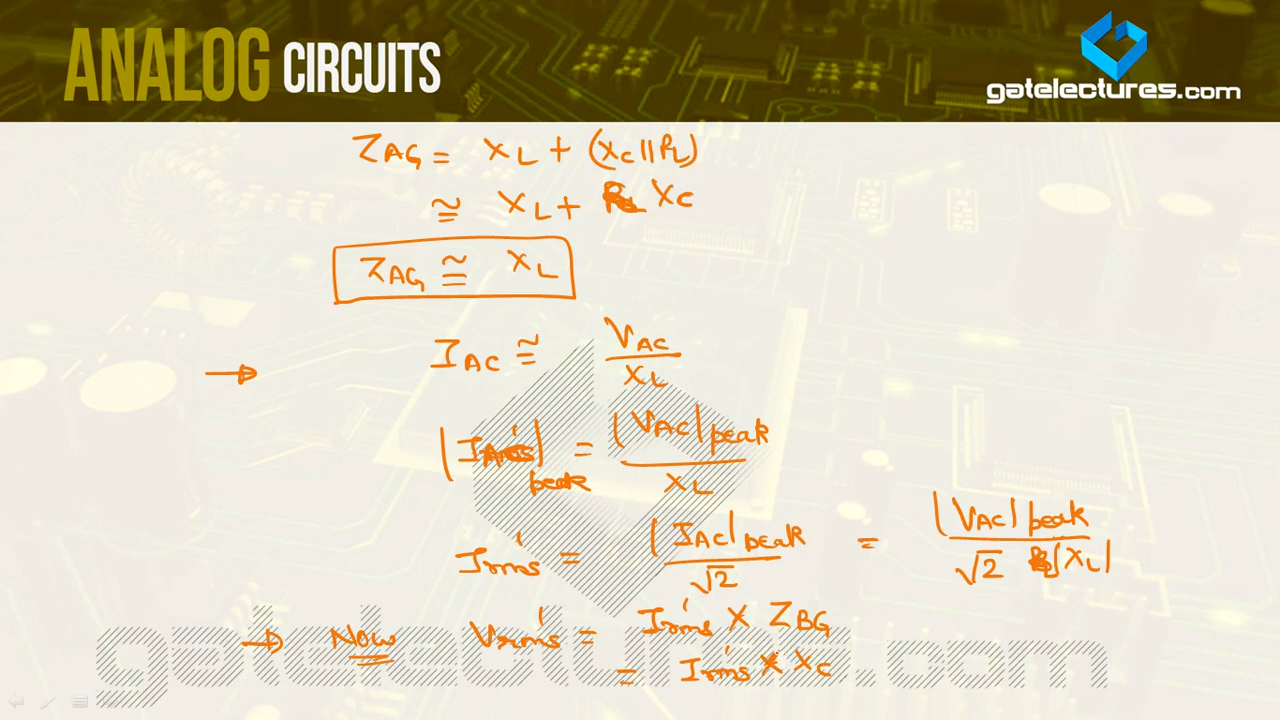 ANALOG CIRCUITS
gatelectures.com
Z_AG = X_L + (X_C || R_L)
≅ X_L + X_C
Z_AG ≅ X_L
→ I_AC ≅ V_AC / X_L
|I|_peak = |V_AC|_peak / X_L
I'_rms = |I_AC|_peak / √2 = |V_AC|_peak / √2 |X_L|
→ Now V'_rms = I'_rms × Z_BG
= I'_rms × X_C
gatelectures.com